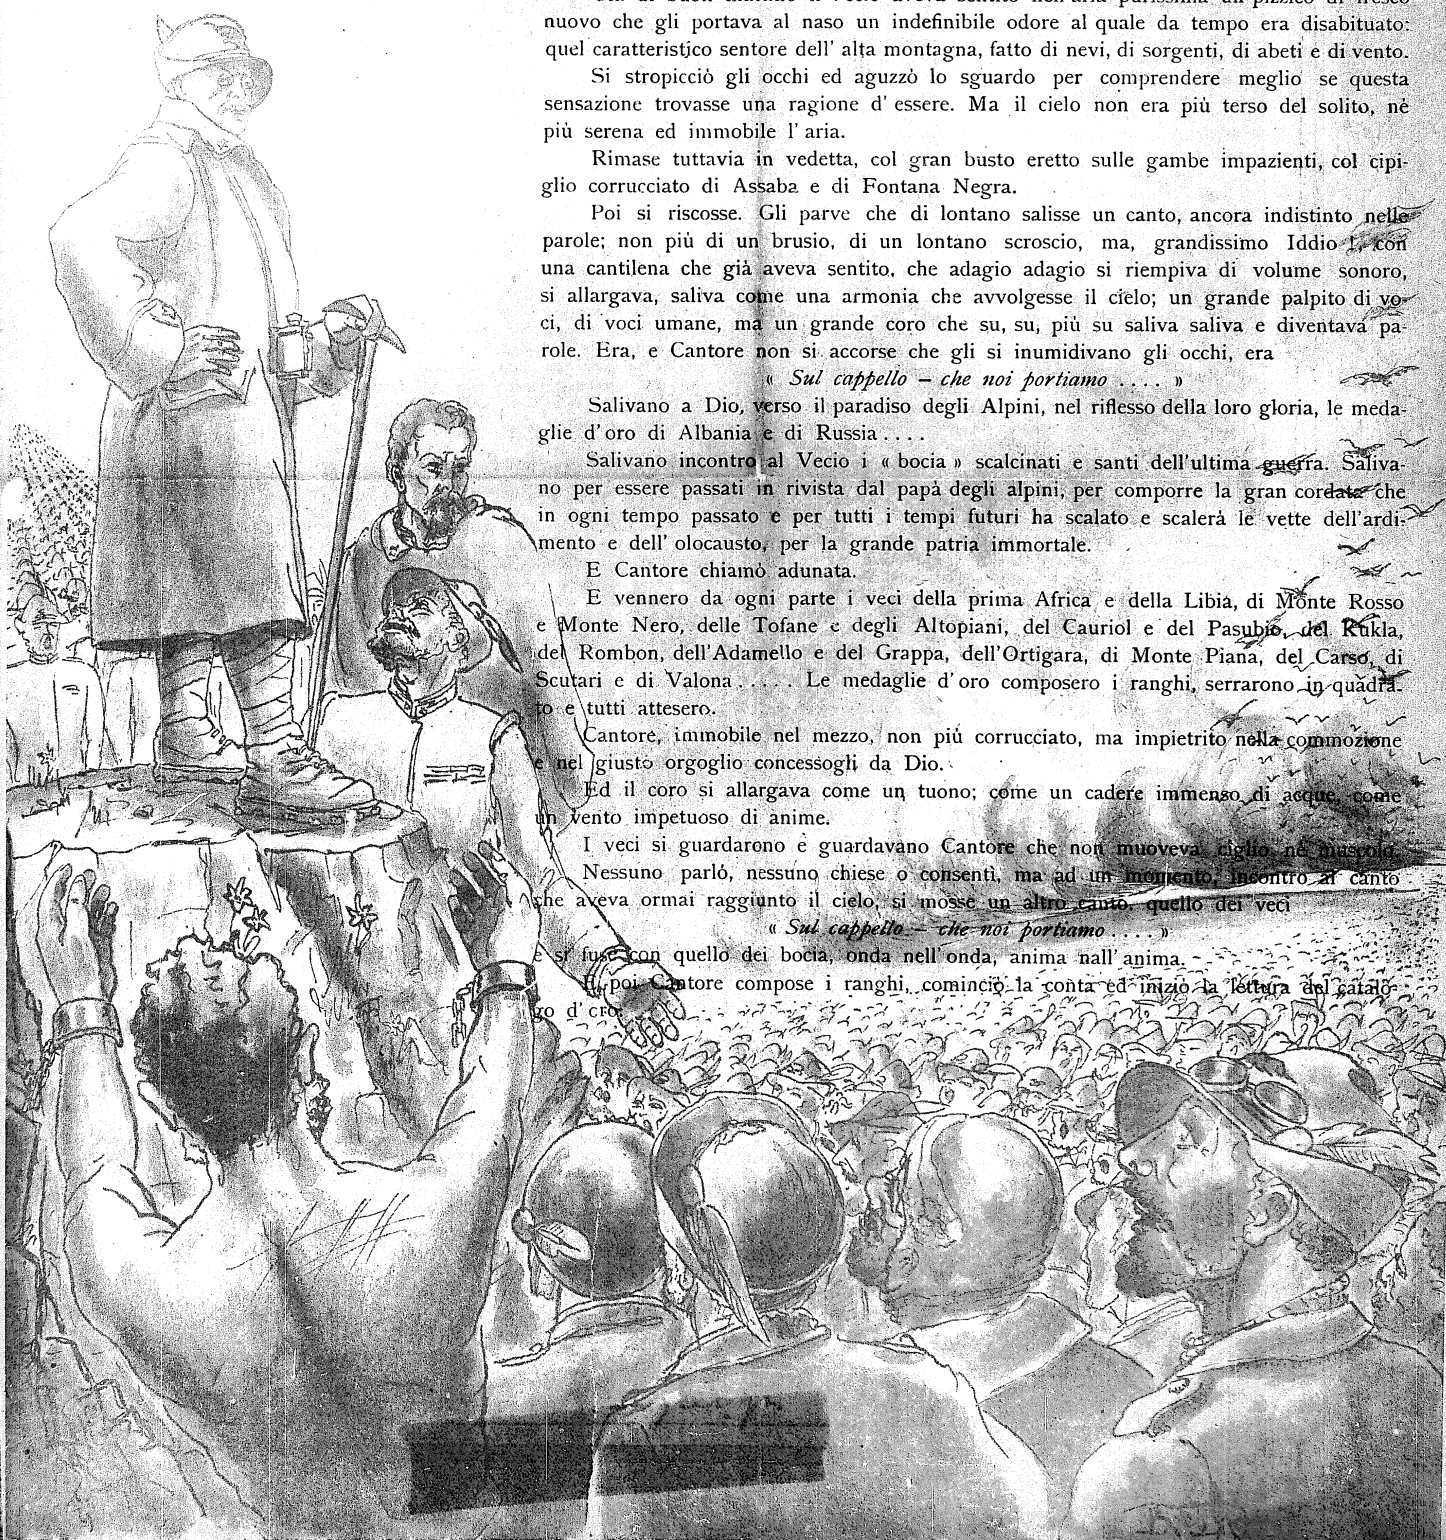 nuovo che gli portava al naso un indefinibile odore al quale da tempo era disabituato:
quel caratteristico sentore dell' alta montagna, fatto di nevi, di sorgenti, di abeti e di vento.
Si stropicciò gli occhi ed aguzzò lo sguardo per comprendere meglio se questa
sensazione trovasse una ragione d' essere. Ma il cielo non era più terso del solito, nè
più serena ed immobile l' aria.
Rimase tuttavia in vedetta, col gran busto eretto sulle gambe impazienti, col cipi-
glio corrucciato di Assaba e di Fontana Negra.
Poi si riscosse. Gli parve che di lontano salisse un canto, ancora indistinto nelle
parole; non più di un brusio, di un lontano scroscio, ma, grandissimo Iddio !, con
una cantilena che già aveva sentito, che adagio adagio si riempiva di volume sonoro,
si allargava, saliva come una armonia che avvolgesse il cielo; un grande palpito di vo-
ci, di voci umane, ma un grande coro che su, su, più su saliva saliva e diventava pa-
role. Era, e Cantore non si accorse che gli si inumidivano gli occhi, era
« Sul cappello – che noi portiamo . . . . »
Salivano a Dio, verso il paradiso degli Alpini, nel riflesso della loro gloria, le meda-
glie d'oro di Albania e di Russia . . . .
Salivano incontro al Vecio i « bocia » scalcinati e santi dell'ultima guerra. Saliva-
no per essere passati in rivista dal papà degli alpini, per comporre la gran cordata che
in ogni tempo passato e per tutti i tempi futuri ha scalato e scalerà le vette dell'ardi-
mento e dell' olocausto, per la grande patria immortale.
E Cantore chiamò adunata.
E vennero da ogni parte i veci della prima Africa e della Libia, di Monte Rosso
e Monte Nero, delle Tofane e degli Altopiani, del Cauriol e del Pasubio, del Kukla,
del Rombon, dell'Adamello e del Grappa, dell'Ortigara, di Monte Piana, del Carso, di
Scutari e di Valona . . . . . Le medaglie d'oro composero i ranghi, serrarono in quadra-
to e tutti attesero.
Cantore, immobile nel mezzo, non più corrucciato, ma impietrito nella commozione
e nel giusto orgoglio concessogli da Dio.
Ed il coro si allargava come un tuono; come un cadere immenso di acque, come
un vento impetuoso di anime.
I veci si guardarono e guardavano Cantore che non muoveva ciglio nè muscolo.
Nessuno parlò, nessuno chiese o consentì, ma ad un momento, incontro al canto
che aveva ormai raggiunto il cielo, si mosse un altro canto, quello dei veci
« Sul cappello – che noi portiamo . . . . »
e si fuse con quello dei bocia, onda nell'onda, anima nall'anima.
E poi Cantore compose i ranghi, cominciò la conta ed iniziò la lettura del catalo-
go d'oro.